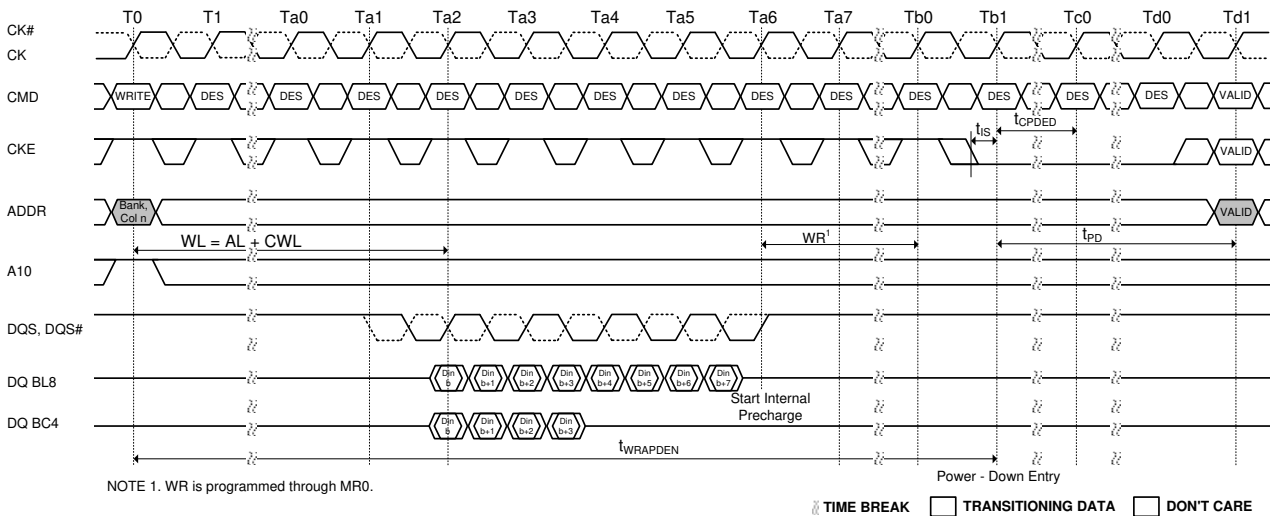 T0 T1 Ta0 Ta1 Ta2 Ta3 Ta4 Ta5 Ta6 Ta7 Tb0 Tb1 Tc0 Td0 Td1
CK#
CK
CMD WRITE DES DES DES DES DES DES DES DES DES DES DES DES DES VALID
tIS tCPDED
CKE VALID
ADDR Bank, Col n VALID
WL = AL + CWL WR1 tPD
A10
DQS, DQS#
DQ BL8 Din b Din b+1 Din b+2 Din b+3 Din b+4 Din b+5 Din b+6 Din b+7
Start Internal
Precharge
DQ BC4 Din b Din b+1 Din b+2 Din b+3
tWRAPDEN
Power - Down Entry
NOTE 1. WR is programmed through MR0.
TIME BREAK TRANSITIONING DATA DON'T CARE